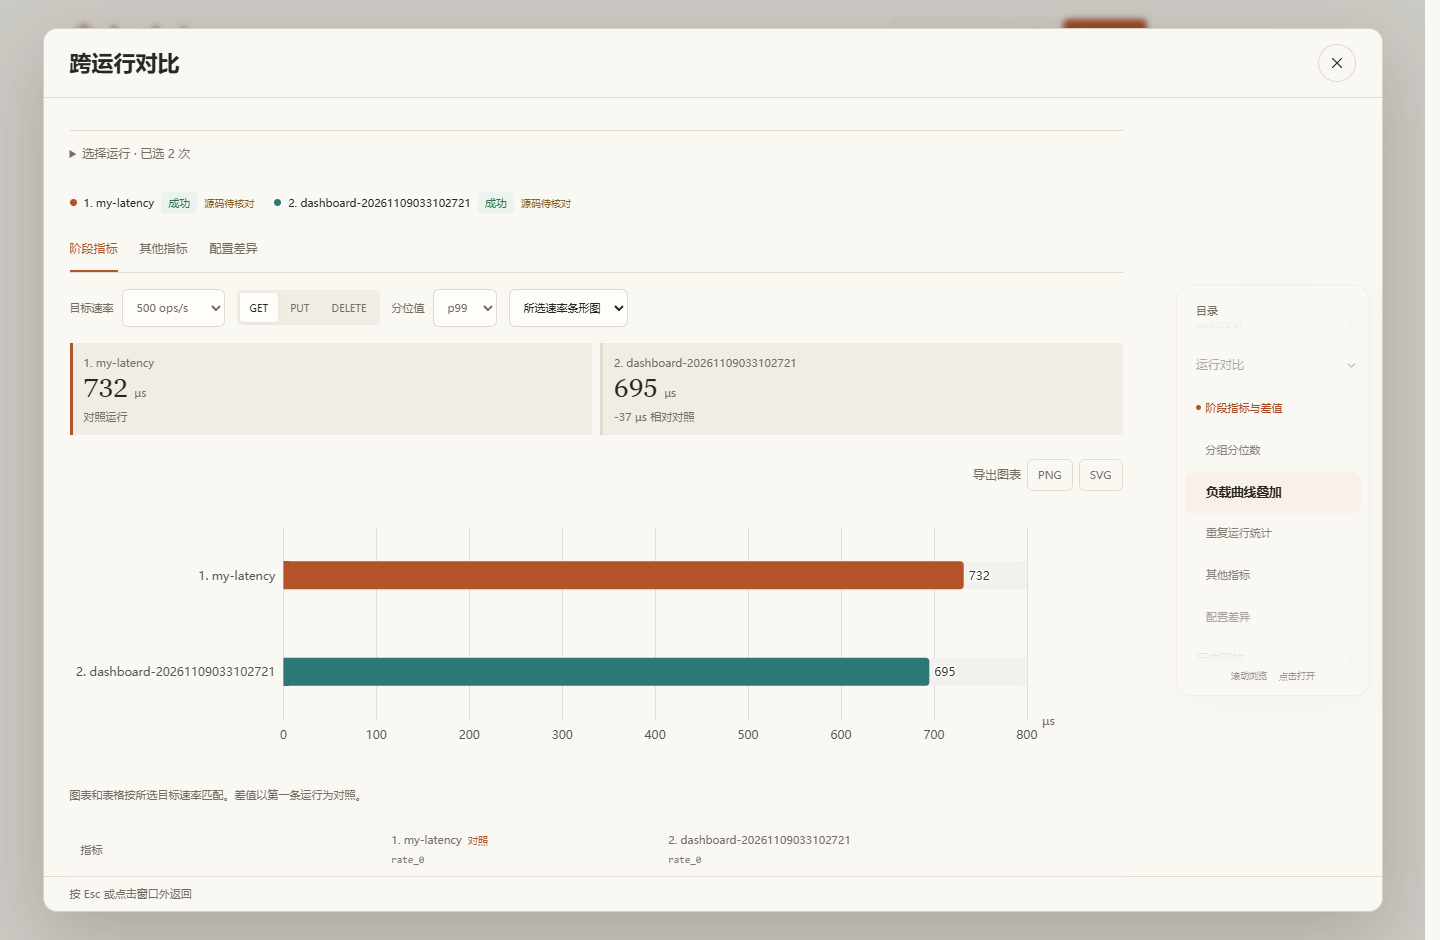 跨运行对比
▶ 选择运行 · 已选 2 次
1. my-latency 成功 源码待核对 2. dashboard-20261109033102721 成功 源码待核对
阶段指标 其他指标 配置差异
目标速率 500 ops/s GET PUT DELETE 分位值 p99 所选速率条形图
1. my-latency
732 µs
对照运行
2. dashboard-20261109033102721
695 µs
-37 µs 相对对照
导出图表 PNG SVG
1. my-latency 732
2. dashboard-20261109033102721 695
µs
0 100 200 300 400 500 600 700 800
图表和表格按所选目标速率匹配。差值以第一条运行为对照。
指标
1. my-latency 对照
rate_0
2. dashboard-20261109033102721
rate_0
按 Esc 或点击窗口外返回
目录
运行对比
阶段指标与差值
分组分位数
负载曲线叠加
重复运行统计
其他指标
配置差异
滚动浏览 点击打开